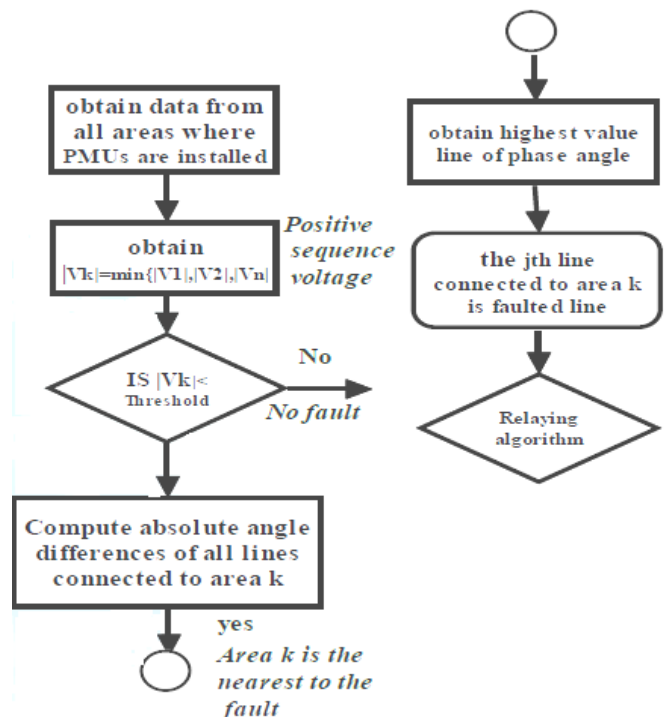 obtain data from
all areas where
PMUs are installed
obtain
|Vk|=min{|V1|,|V2|,|Vn|
Positive
sequence
voltage
IS |Vk|<
Threshold
No
No fault
Compute absolute angle
differences of all lines
connected to area k
yes
Area k is the
nearest to the
fault
obtain highest value
line of phase angle
the jth line
connected to area k
is faulted line
Relaying
algorithm